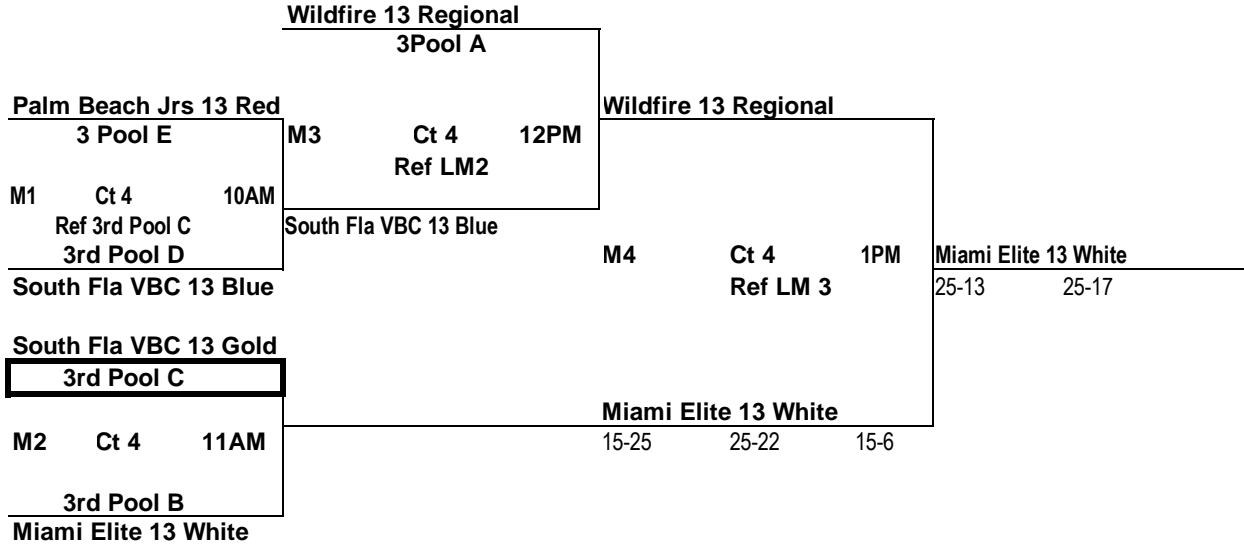 Wildfire 13 Regional
3Pool A
Palm Beach Jrs 13 Red
Wildfire 13 Regional
3 Pool E
M3 Ct 4 12PM
Ref LM2
M1 Ct 4 10AM
Ref 3rd Pool C
South Fla VBC 13 Blue
3rd Pool D
M4 Ct 4 1PM
Miami Elite 13 White
South Fla VBC 13 Blue
Ref LM 3
25-13 25-17
South Fla VBC 13 Gold
3rd Pool C
Miami Elite 13 White
M2 Ct 4 11AM
15-25 25-22 15-6
3rd Pool B
Miami Elite 13 White